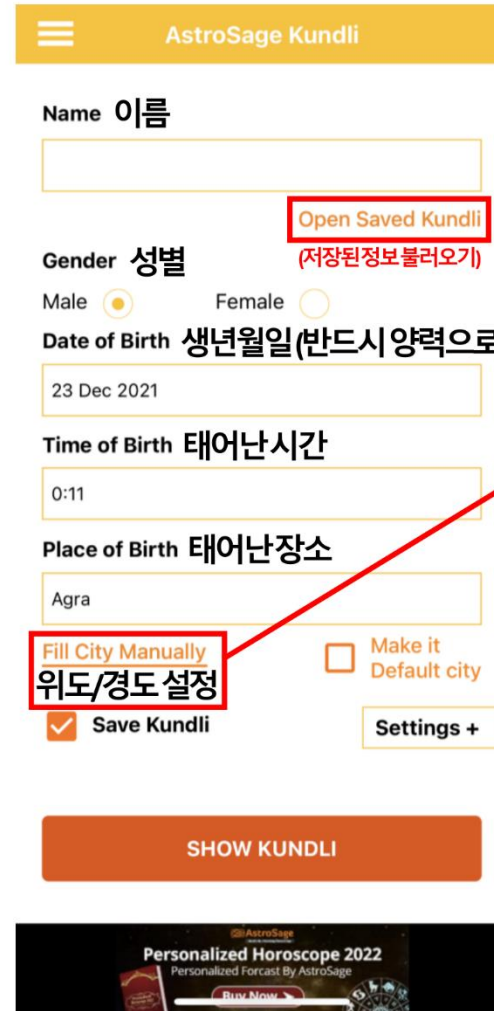 AstroSage Kundli
Name 이름
Open Saved Kundli
(저장된정보불러오기)
Gender 성별
Male Female
Date of Birth 생년월일(반드시 양력으로
23 Dec 2021
Time of Birth 태어난시간
0:11
Place of Birth 태어난장소
Agra
Fill City Manually
위도/경도 설정
Make it
Default city
Save Kundli
Settings +
SHOW KUNDLI
AstroSage
Personalized Horoscope 2022
Personalized Forcast By AstroSage
Buy Now >